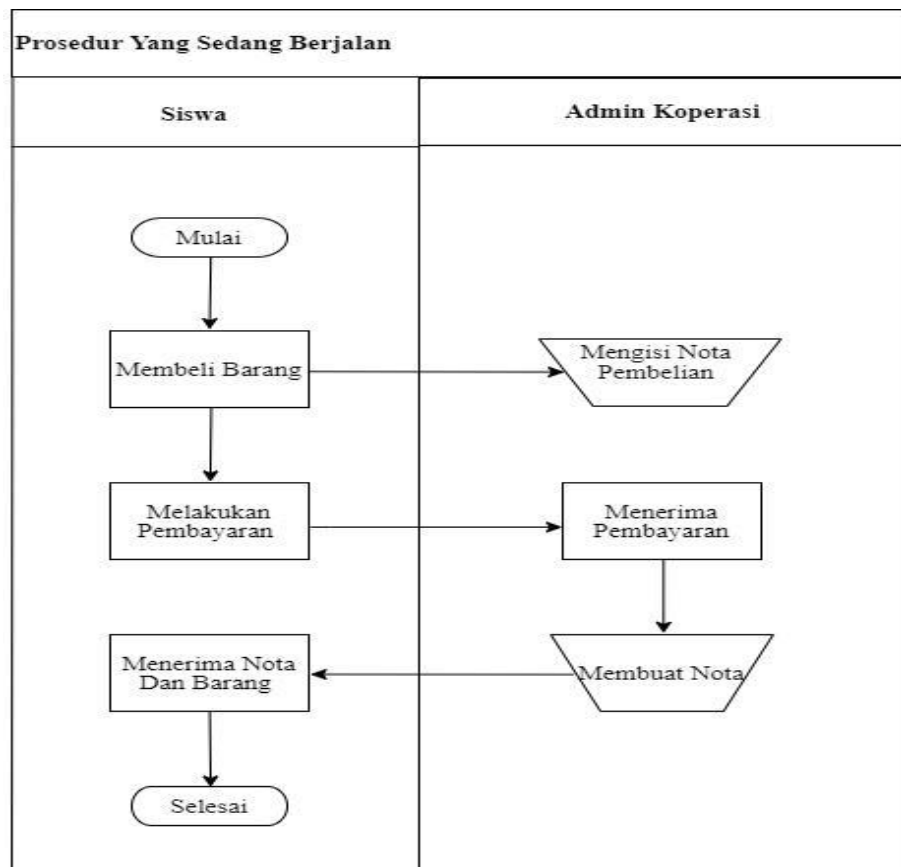 Prosedur Yang Sedang Berjalan
Siswa
Admin Koperasi
Mulai
Membeli Barang
Mengisi Nota
Pembelian
Melakukan
Pembayaran
Menerima
Pembayaran
Menerima Nota
Dan Barang
Membuat Nota
Selesai